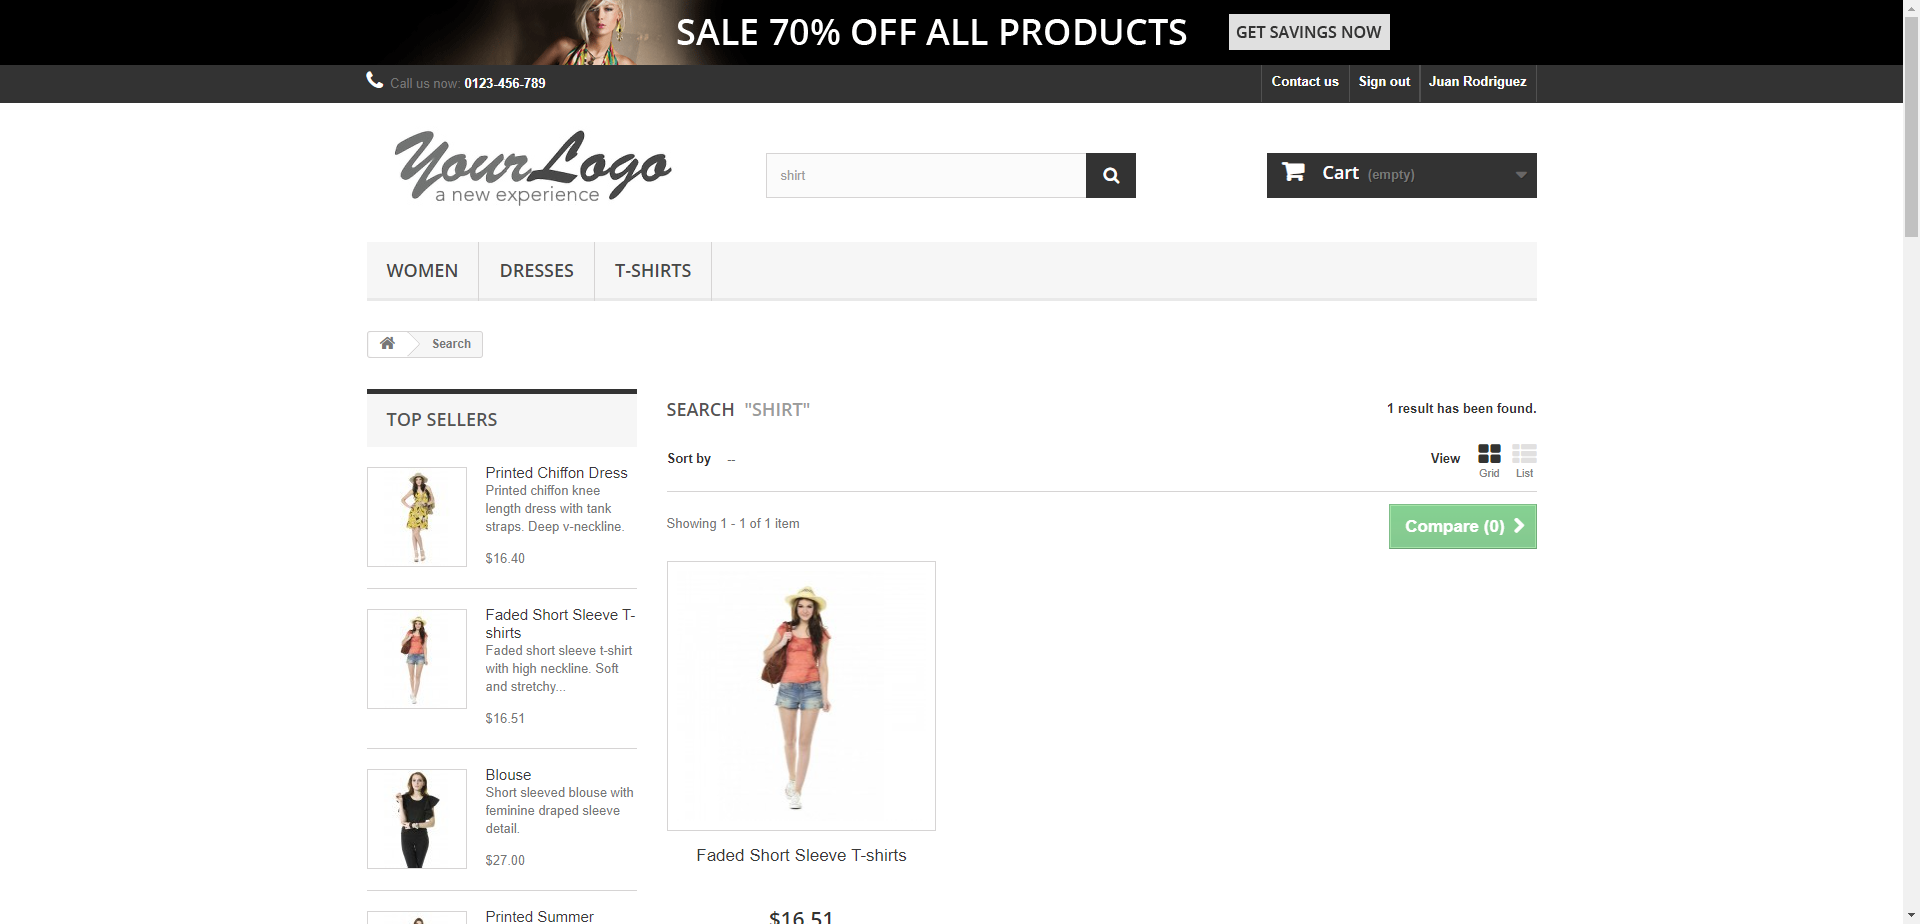 SALE 70% OFF ALL PRODUCTS GET SAVINGS NOW
Call us now: 0123-456-789 Contact us Sign out Juan Rodriguez
YourLogo
a new experience
shirt
Cart (empty)
WOMEN DRESSES T-SHIRTS
Search
TOP SELLERS
Printed Chiffon Dress
Printed chiffon knee
length dress with tank
straps. Deep v-neckline.
$16.40
Faded Short Sleeve T-
shirts
Faded short sleeve t-shirt
with high neckline. Soft
and stretchy...
$16.51
Blouse
Short sleeved blouse with
feminine draped sleeve
detail.
$27.00
Printed Summer
SEARCH "SHIRT" 1 result has been found.
Sort by -- View Grid List
Showing 1 - 1 of 1 item Compare (0)
Faded Short Sleeve T-shirts
$16.51